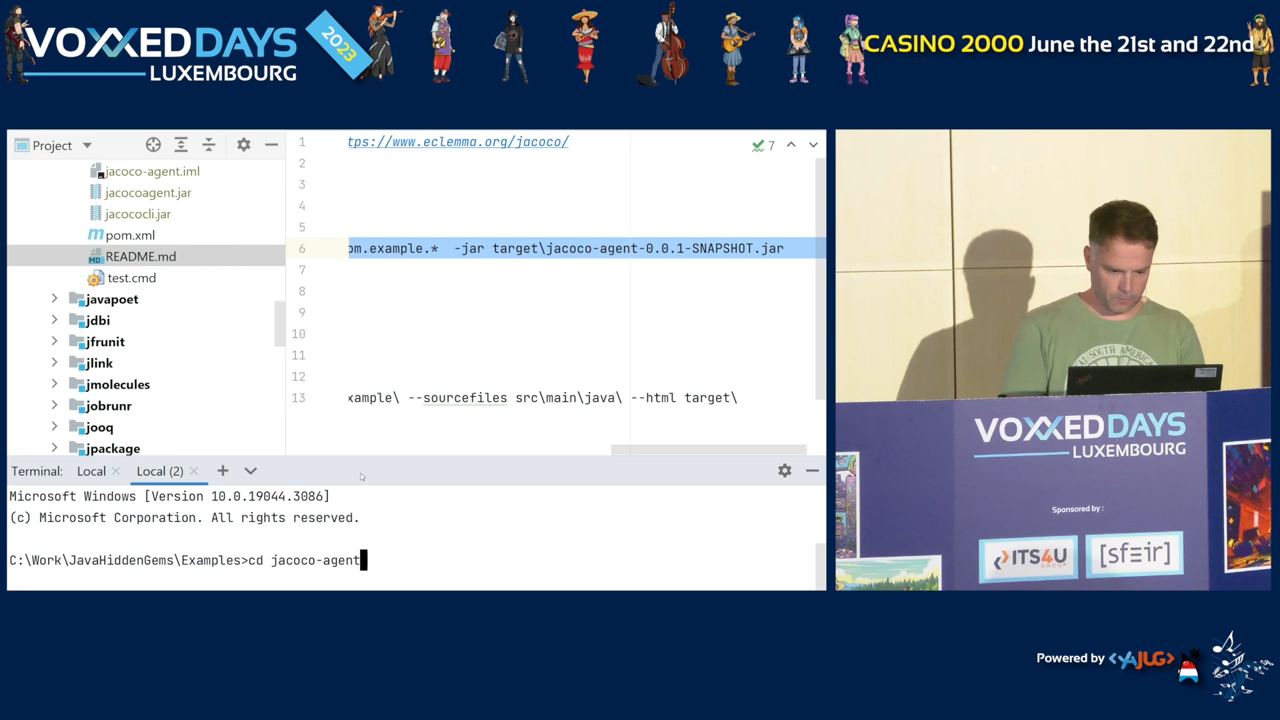 VOXXED DAYS
LUXEMBOURG
2023
CASINO 2000 June the 21st and 22nd
Project
jacoco-agent.iml
jacocoagent.jar
jacococli.jar
pom.xml
README.md
test.cmd
javapoet
jdbi
jfrunit
jlink
jmolecules
jobrunr
jooq
jpackage
1 tps://www.eclemma.org/jacoco/
2
3
4
5
6 om.example.* -jar target\jacoco-agent-0.0.1-SNAPSHOT.jar
7
8
9
10
11
12
13 xample\ --sourcefiles src\main\java\ --html target\
7
Terminal: Local Local (2)
Microsoft Windows [Version 10.0.19044.3086]
(c) Microsoft Corporation. All rights reserved.
C:\Work\JavaHiddenGems\Examples>cd jacoco-agent
VOXXED DAYS
LUXEMBOURG
Sponsored by :
ITS4U
GROUP
[sfeir]
Powered by <YAJUG>